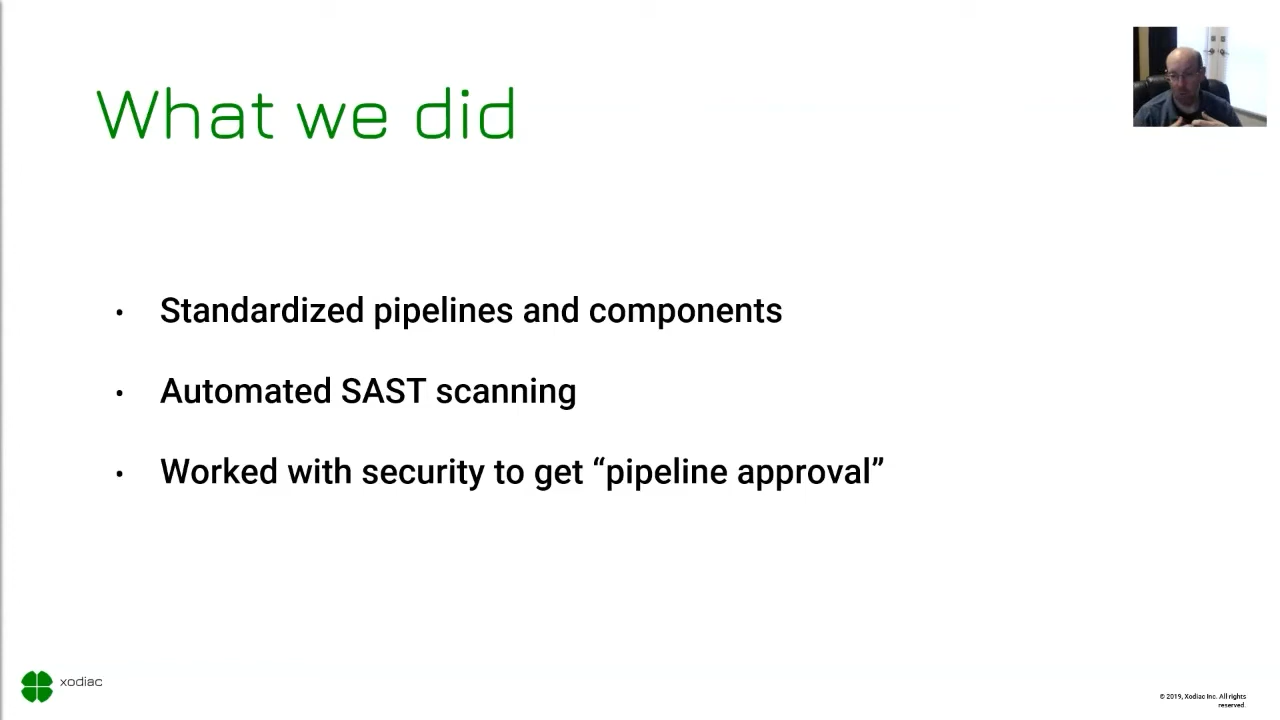 What we did
• Standardized pipelines and components
• Automated SAST scanning
• Worked with security to get “pipeline approval”
xodiac
© 2019, Xodiac Inc. All rights
reserved.